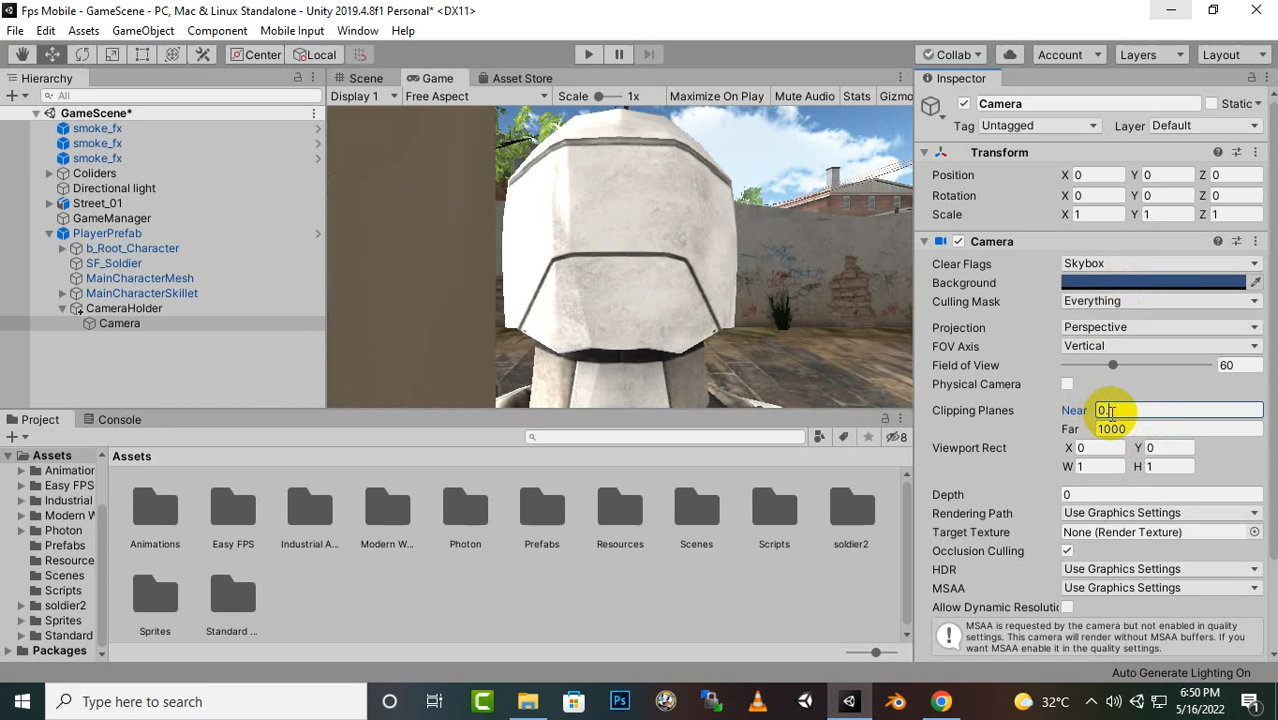 Fps Mobile - GameScene - PC, Mac & Linux Standalone - Unity 2019.4.8f1 Personal* <DX11>
File Edit Assets GameObject Component Mobile Input Window Help
Center Local Collab Account Layers Layout
Hierarchy Scene Game Asset Store Inspector
All Display 1 Free Aspect Scale 1x Maximize On Play Mute Audio Stats Gizmo
GameScene*
smoke_fx
smoke_fx
smoke_fx
Coliders
Directional light
Street_01
GameManager
PlayerPrefab
b_Root_Character
SF_Soldier
MainCharacterMesh
MainCharacterSkillet
CameraHolder
Camera
Camera Static
Tag Untagged Layer Default
Transform
Position X 0 Y 0 Z 0
Rotation X 0 Y 0 Z 0
Scale X 1 Y 1 Z 1
Camera
Clear Flags Skybox
Background
Culling Mask Everything
Projection Perspective
FOV Axis Vertical
Field of View 60
Physical Camera
Clipping Planes Near 0.
Far 1000
Viewport Rect X 0 Y 0
W 1 H 1
Depth 0
Rendering Path Use Graphics Settings
Target Texture None (Render Texture)
Occlusion Culling
HDR Use Graphics Settings
MSAA Use Graphics Settings
Allow Dynamic Resolutio
MSAA is requested by the camera but not enabled in quality
settings. This camera will render without MSAA buffers. If you
want MSAA enable it in the quality settings.
Auto Generate Lighting On
Project Console
8
Assets
Animation
Easy FPS
Industrial
Modern W
Photon
Prefabs
Resource
Scenes
Scripts
soldier2
Sprites
Standard
Packages
Assets
Animations Easy FPS Industrial A... Modern W... Photon Prefabs Resources Scenes Scripts soldier2
Sprites Standard ...
Type here to search
32°C
6:50 PM
5/16/2022
1